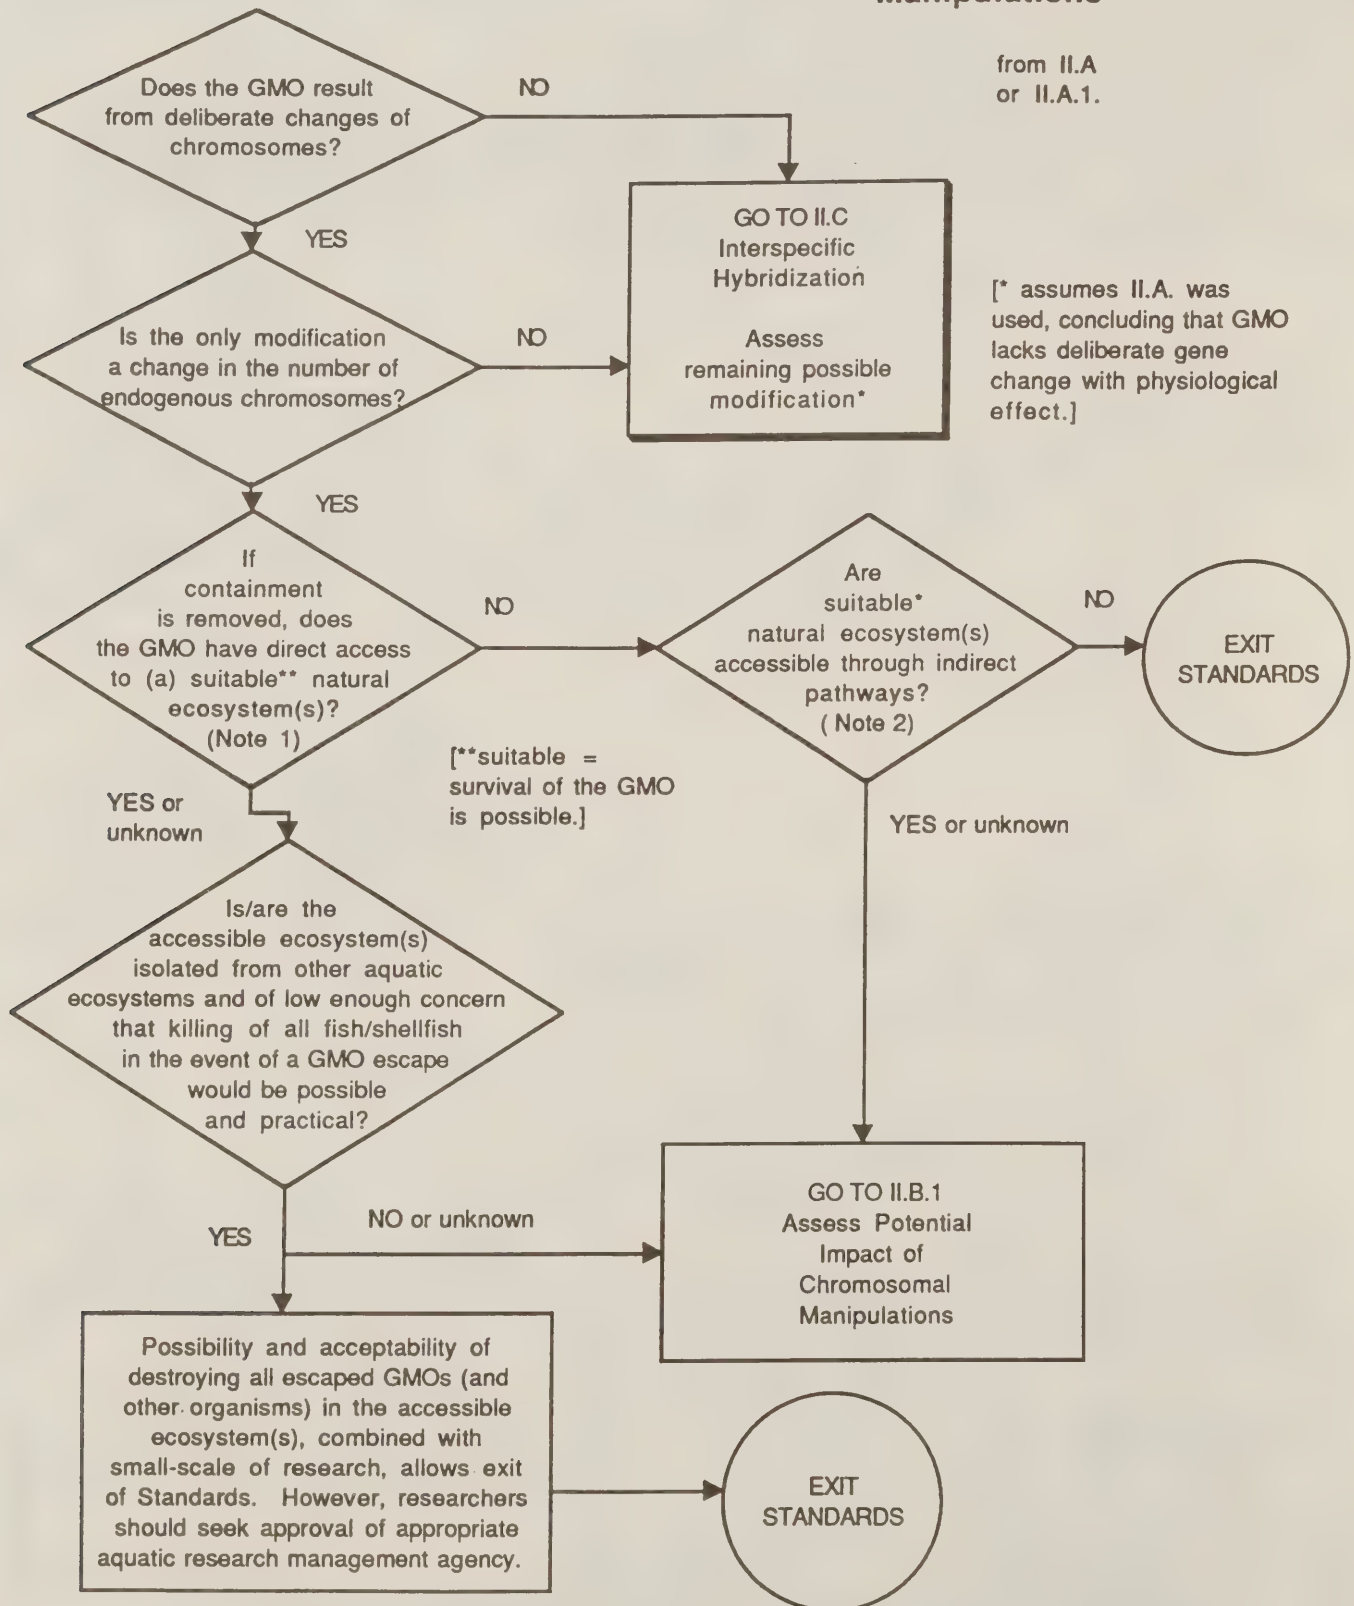 Manipulations
from II.A
or II.A.1.
Does the GMO result
from deliberate changes of
chromosomes?
NO
YES
GO TO II.C
Interspecific
Hybridization
Assess
remaining possible
modification*
[* assumes II.A. was
used, concluding that GMO
lacks deliberate gene
change with physiological
effect.]
Is the only modification
a change in the number of
endogenous chromosomes?
NO
YES
If
containment
is removed, does
the GMO have direct access
to (a) suitable** natural
ecosystem(s)?
(Note 1)
NO
Are
suitable*
natural ecosystem(s)
accessible through indirect
pathways?
( Note 2)
NO
EXIT
STANDARDS
[**suitable =
survival of the GMO
is possible.]
YES or
unknown
YES or unknown
Is/are the
accessible ecosystem(s)
isolated from other aquatic
ecosystems and of low enough concern
that killing of all fish/shellfish
in the event of a GMO escape
would be possible
and practical?
YES
NO or unknown
GO TO II.B.1
Assess Potential
Impact of
Chromosomal
Manipulations
Possibility and acceptability of
destroying all escaped GMOs (and
other organisms) in the accessible
ecosystem(s), combined with
small-scale of research, allows exit
of Standards. However, researchers
should seek approval of appropriate
aquatic research management agency.
EXIT
STANDARDS